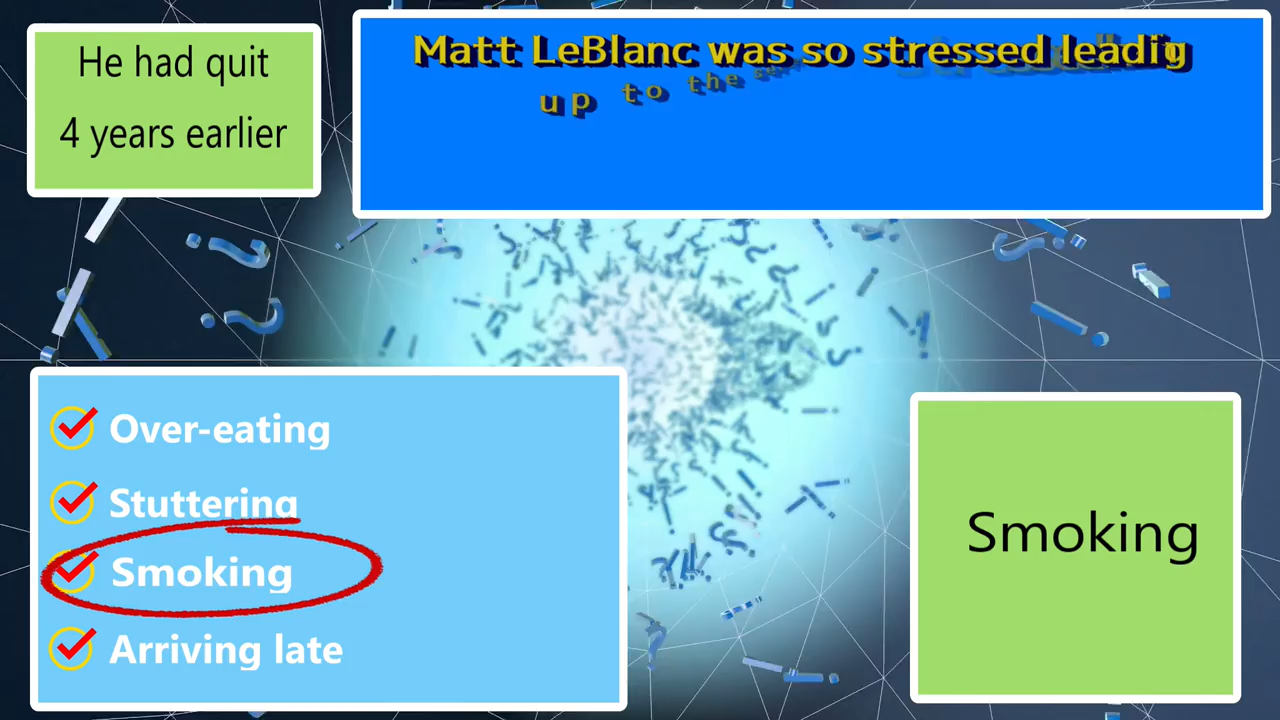 He had quit
4 years earlier
Matt LeBlanc was so stressed leadig
up to the
Over-eating
Stuttering
Smoking
Arriving late
Smoking